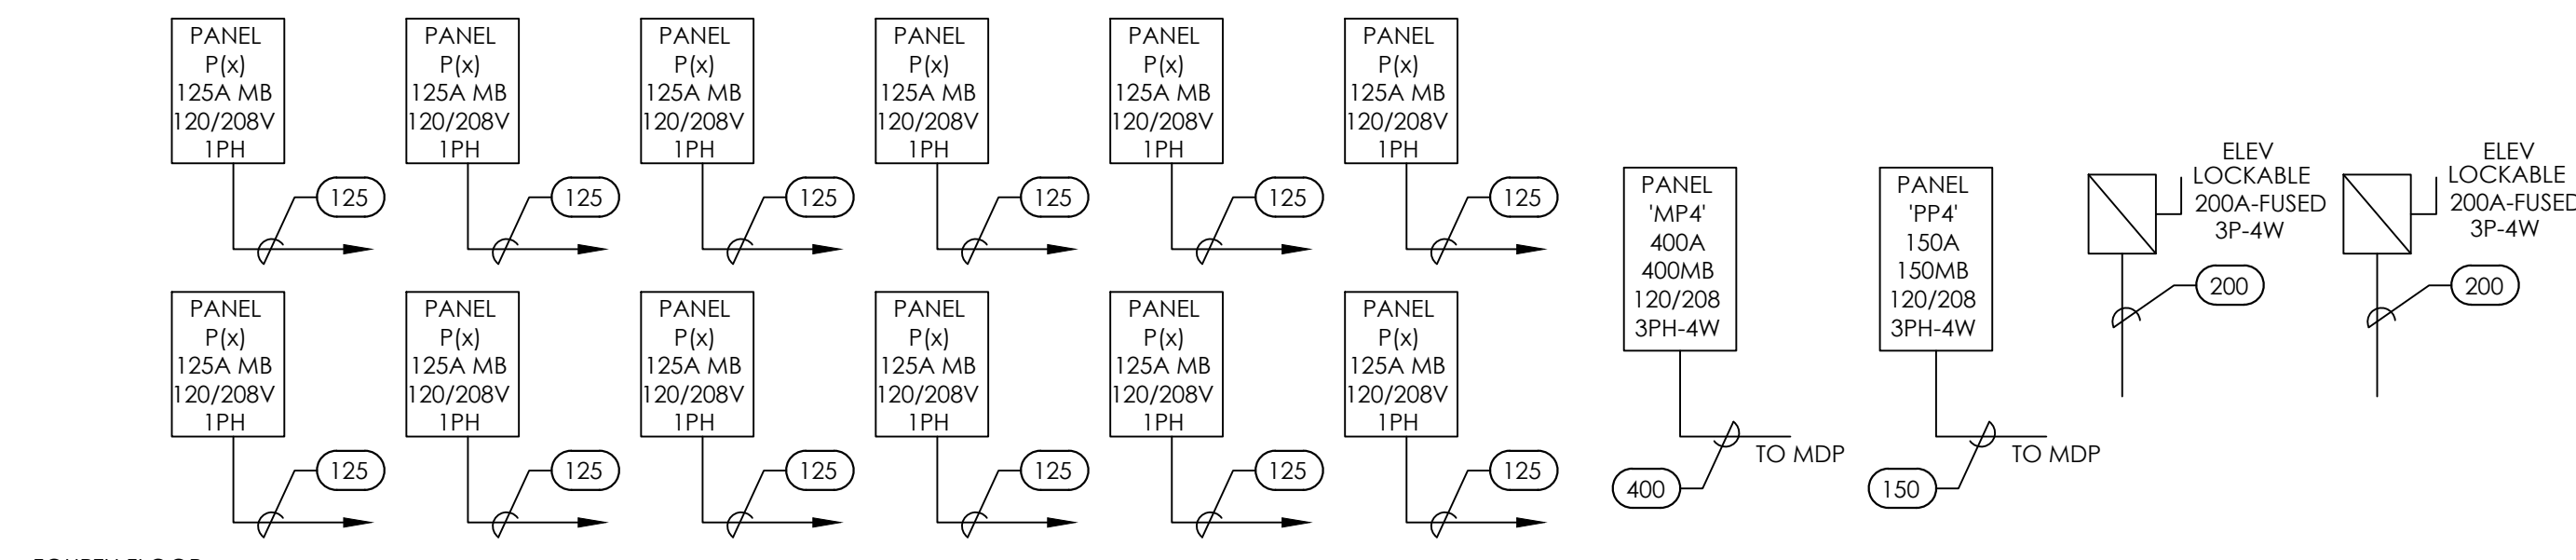 PANEL
P(x)
125A MB
120/208V
1PH
125
PANEL
P(x)
125A MB
120/208V
1PH
125
PANEL
P(x)
125A MB
120/208V
1PH
125
PANEL
P(x)
125A MB
120/208V
1PH
125
PANEL
P(x)
125A MB
120/208V
1PH
125
PANEL
P(x)
125A MB
120/208V
1PH
125
PANEL
P(x)
125A MB
120/208V
1PH
125
PANEL
P(x)
125A MB
120/208V
1PH
125
PANEL
P(x)
125A MB
120/208V
1PH
125
PANEL
P(x)
125A MB
120/208V
1PH
125
PANEL
P(x)
125A MB
120/208V
1PH
125
PANEL
P(x)
125A MB
120/208V
1PH
125
PANEL
'MP4'
400A
400MB
120/208
3PH-4W
TO MDP
400
PANEL
'PP4'
150A
150MB
120/208
3PH-4W
TO MDP
150
ELEV
LOCKABLE
200A-FUSED
3P-4W
200
ELEV
LOCKABLE
200A-FUSED
3P-4W
200